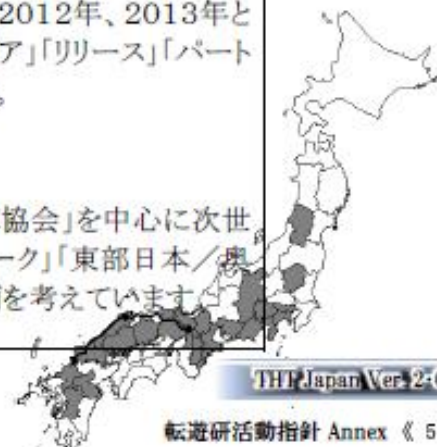 2012年、2013年と
ア」「リリース」「パート
。
協会」を中心に次世
ーク」「東部日本／奥
を考えています。
THT Japan Ver. 2-
転遊研活動指針 Annex 《 5